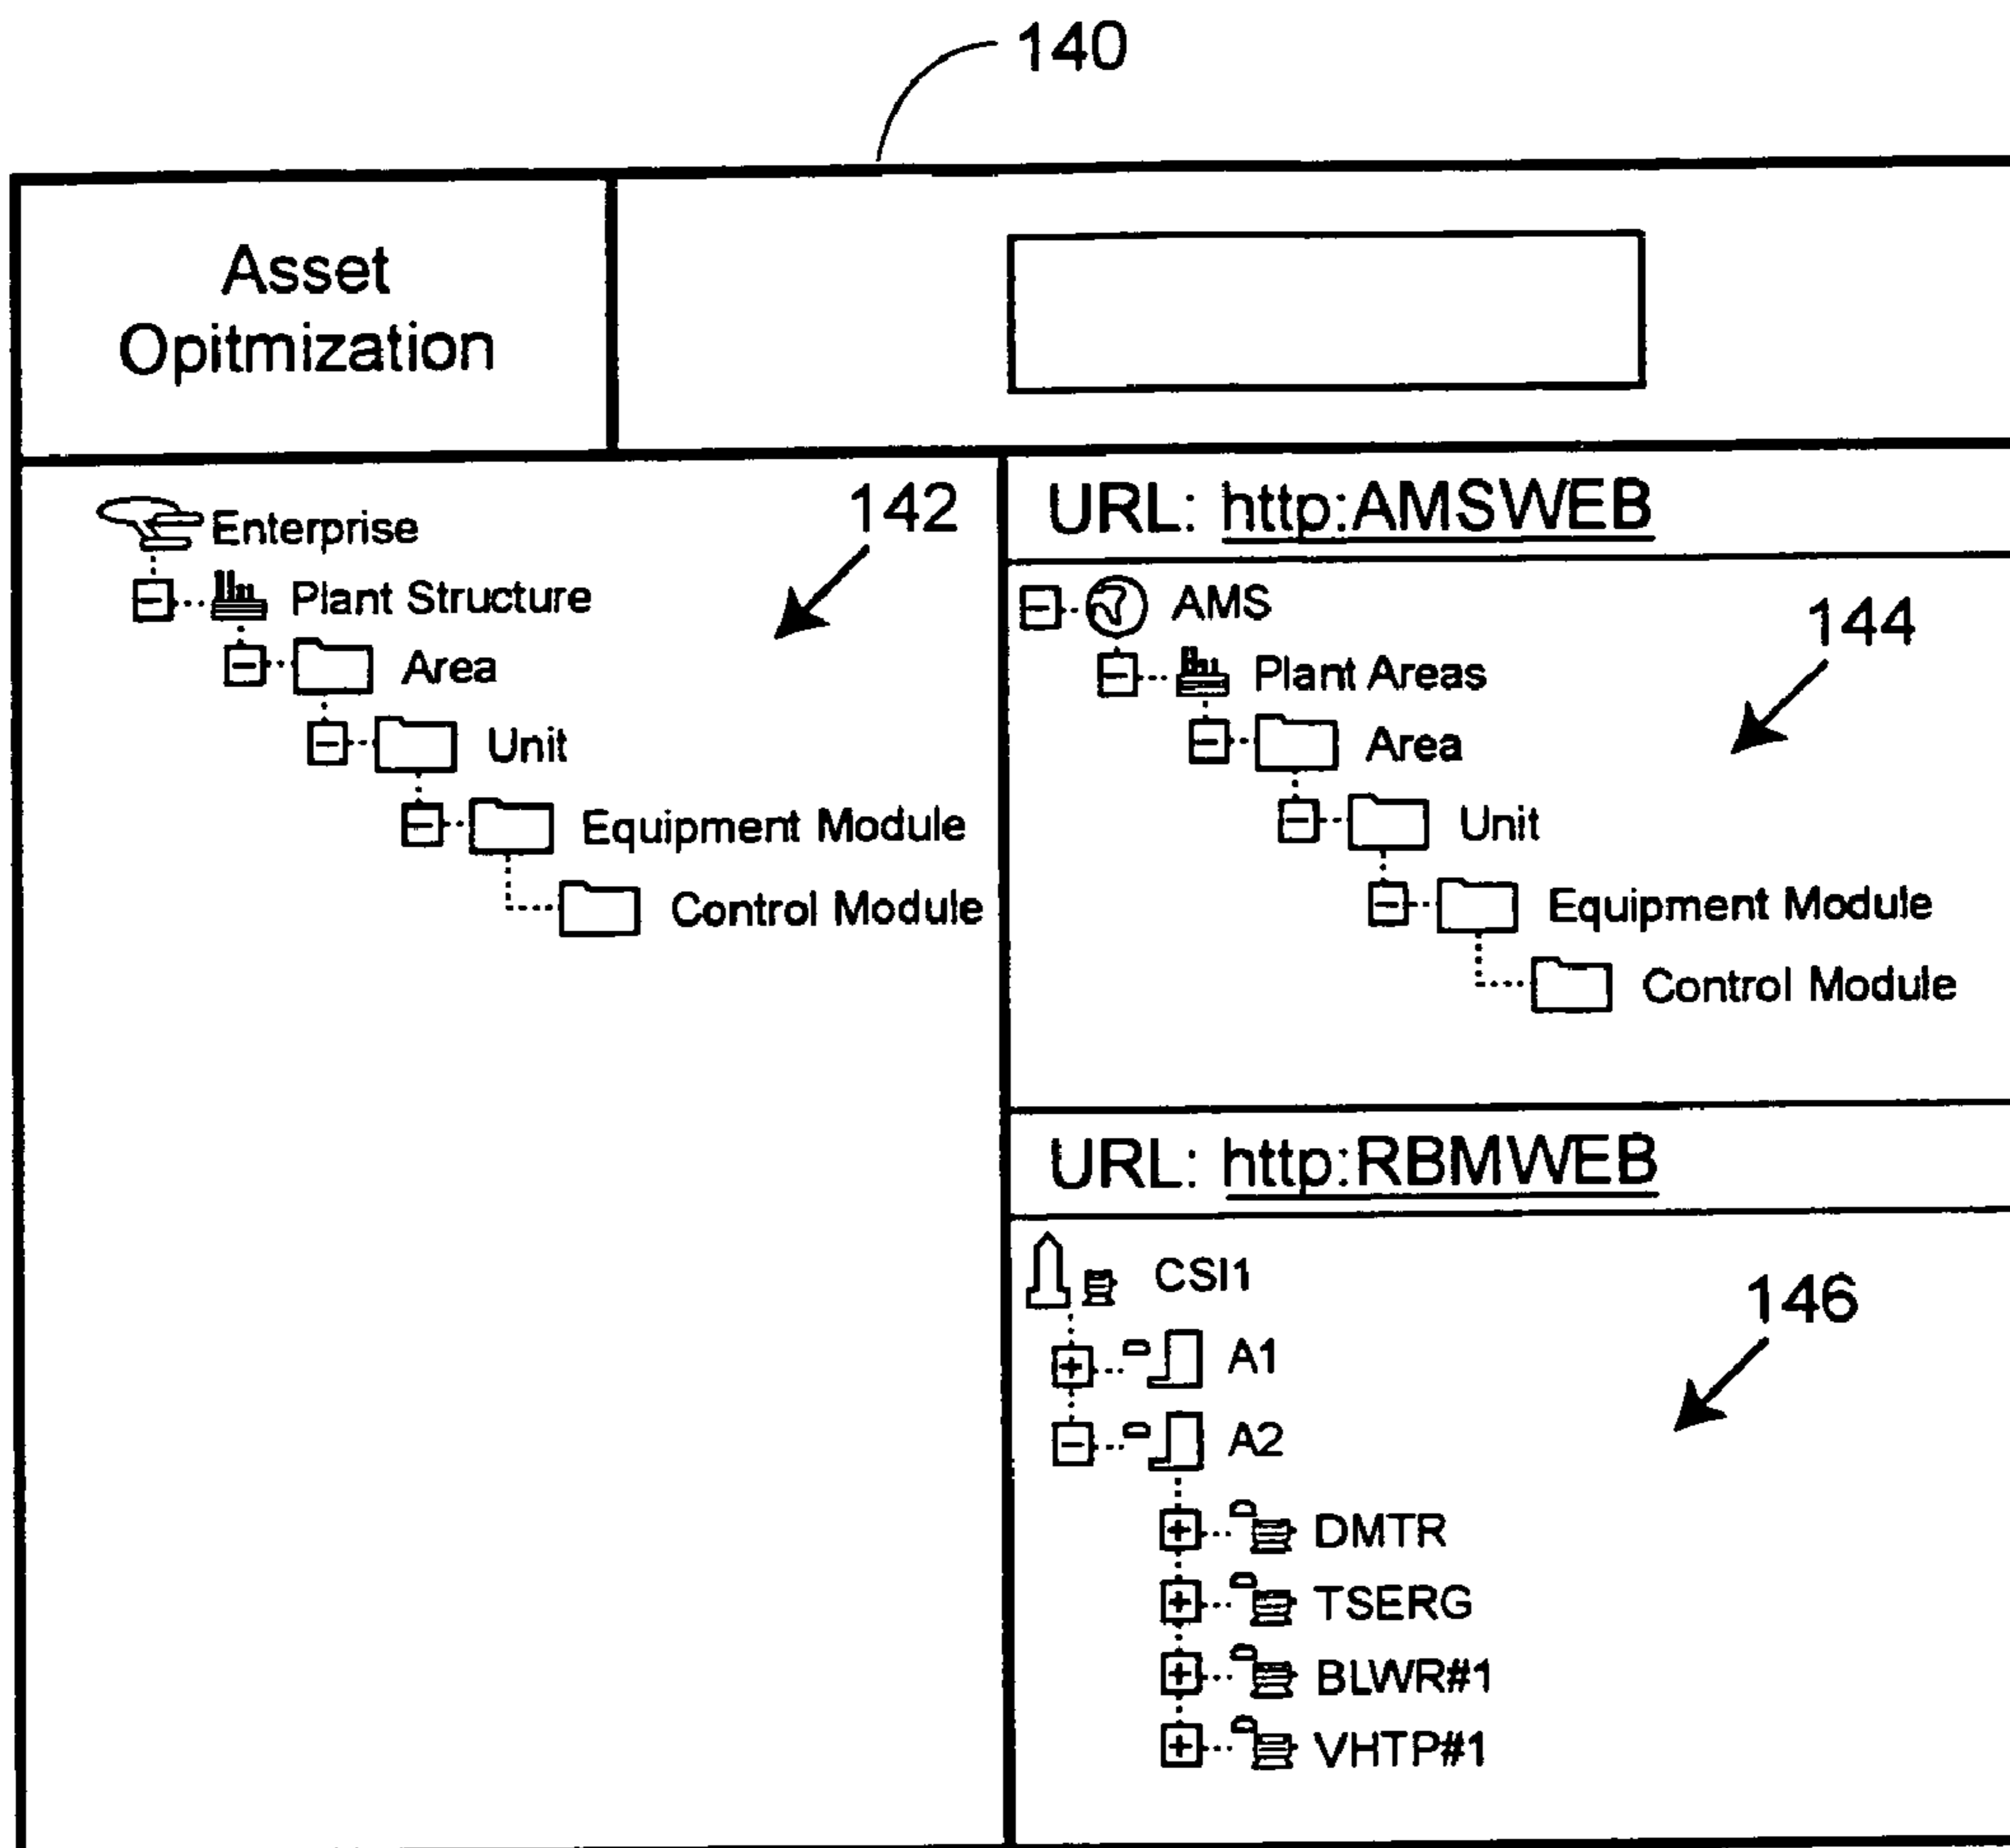 140
Asset
Opitmization
142
Enterprise
Plant Structure
Area
Unit
Equipment Module
Control Module
URL: http:AMSWEB
AMS
144
Plant Areas
Area
Unit
Equipment Module
Control Module
URL: http:RBMWEB
CSI1
146
A1
A2
DMTR
TSERG
BLWR#1
VHTP#1